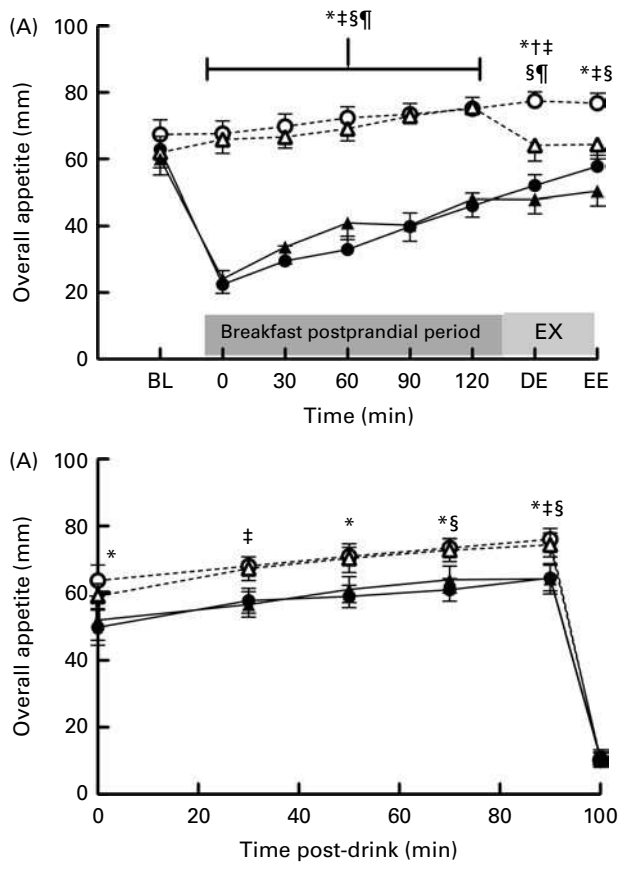 (A)
100
*‡§¶
*†‡
§¶
*‡§
80
60
40
20
0
Overall appetite (mm)
Breakfast postprandial period
EX
BL
0
30
60
90
120
DE
EE
Time (min)
(A)
100
80
60
40
20
0
Overall appetite (mm)
*
‡
*
*§
*‡§
0
20
40
60
80
100
Time post-drink (min)